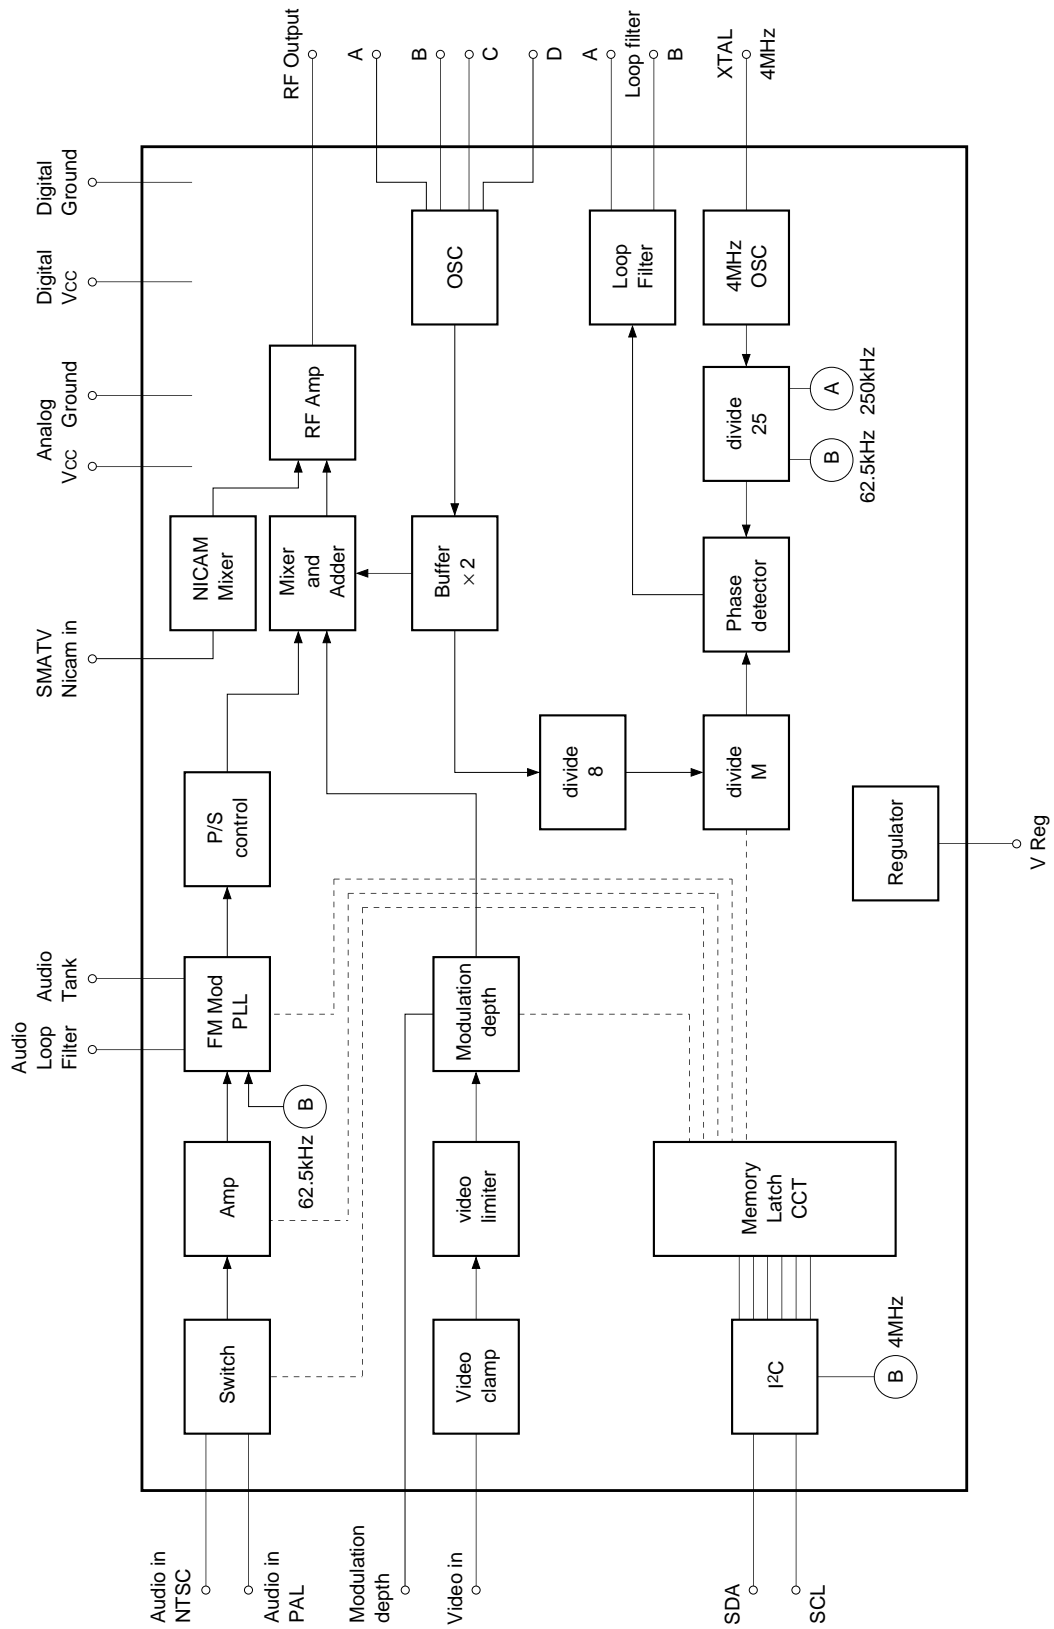 Audio in
NTSC
Audio in
PAL
Modulation
depth
Video in
SDA
SCL
Audio
Loop
Filter
Audio
Tank
SMATV
Nicam in
Analog
Vcc
Ground
Digital
Vcc
Digital
Ground
Switch
Amp
FM Mod
PLL
P/S
control
NICAM
Mixer
B
62.5kHz
Mixer
and
Adder
RF Amp
RF Output
Video
clamp
video
limiter
Modulation
depth
Buffer
×2
OSC
A
B
C
D
divide
8
Loop
Filter
A
Loop filter
B
I²C
B
4MHz
Memory
Latch
CCT
divide
M
Phase
detector
divide
25
4MHz
OSC
XTAL
4MHz
B
62.5kHz
A
250kHz
Regulator
V Reg